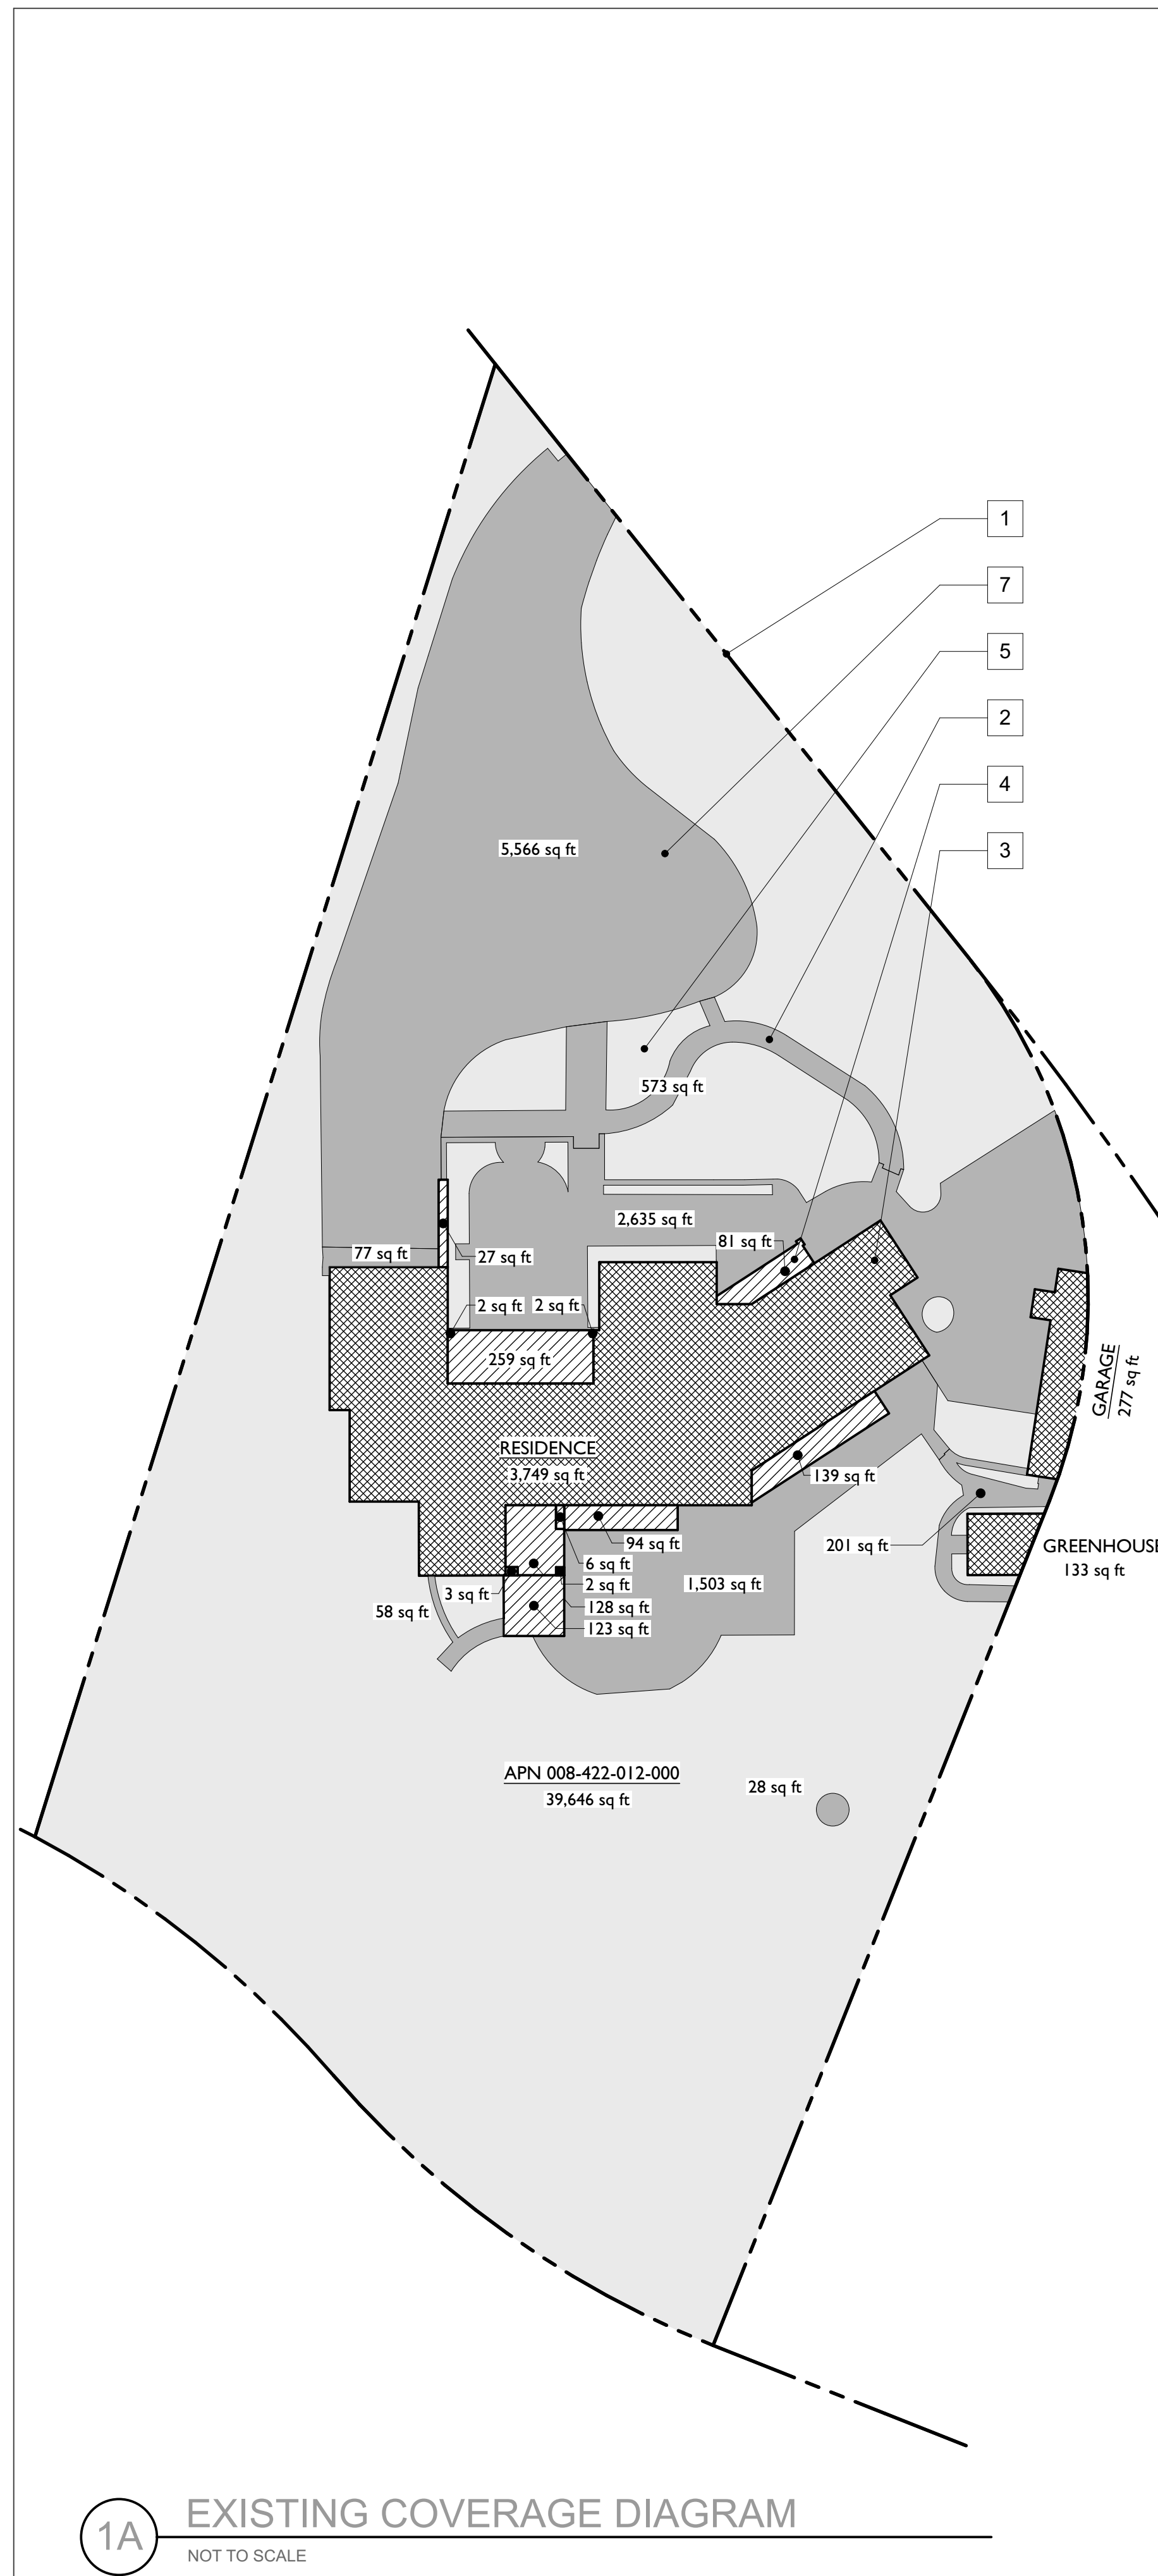 1
7
5
2
4
3
5,566 sq ft
573 sq ft
2,635 sq ft
81 sq ft
77 sq ft
27 sq ft
2 sq ft
2 sq ft
259 sq ft
GARAGE
277 sq ft
RESIDENCE
3,749 sq ft
139 sq ft
94 sq ft
201 sq ft
GREENHOUSE
133 sq ft
6 sq ft
2 sq ft
1,503 sq ft
3 sq ft
58 sq ft
128 sq ft
123 sq ft
APN 008-422-012-000
39,646 sq ft
28 sq ft
1A
EXISTING COVERAGE DIAGRAM
NOT TO SCALE